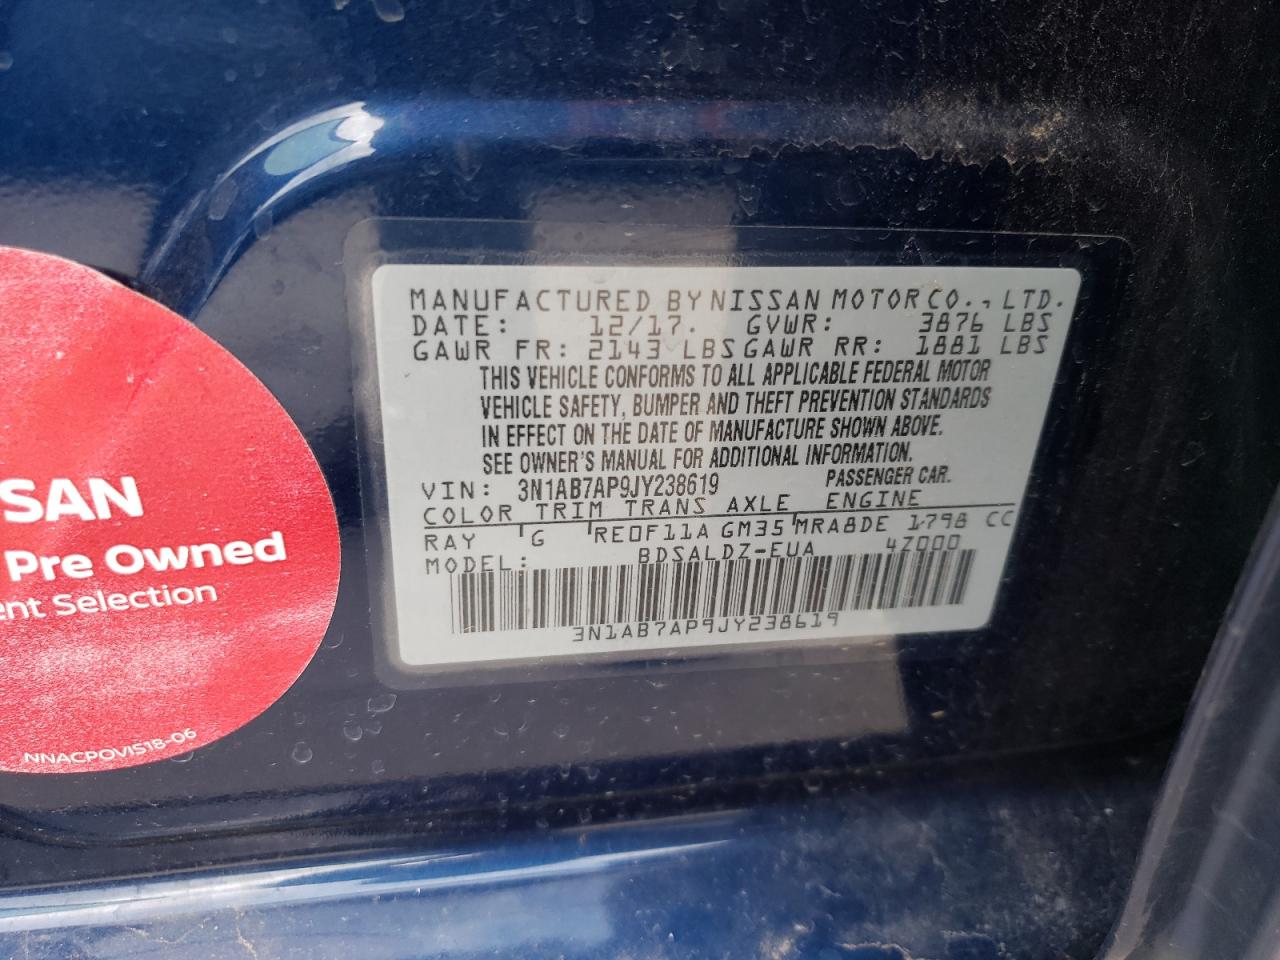 MANUFACTURED BY NISSAN MOTOR CO., LTD.
DATE: 12/17. GVWR: 3876 LBS
GAWR FR: 2143 LBS GAWR RR: 1881 LBS
THIS VEHICLE CONFORMS TO ALL APPLICABLE FEDERAL MOTOR
VEHICLE SAFETY, BUMPER AND THEFT PREVENTION STANDARDS
IN EFFECT ON THE DATE OF MANUFACTURE SHOWN ABOVE.
SEE OWNER'S MANUAL FOR ADDITIONAL INFORMATION.
VIN: 3N1AB7AP9JY238619 PASSENGER CAR.
COLOR TRIM TRANS AXLE ENGINE
RAY G RE0F11A GM35 MRA8DE 1798 CC
MODEL: BDSALDZ-EUA 4Z000
3N1AB7AP9JY238619
SSAN
Pre Owned
ent Selection
NNACPOVIS18-06